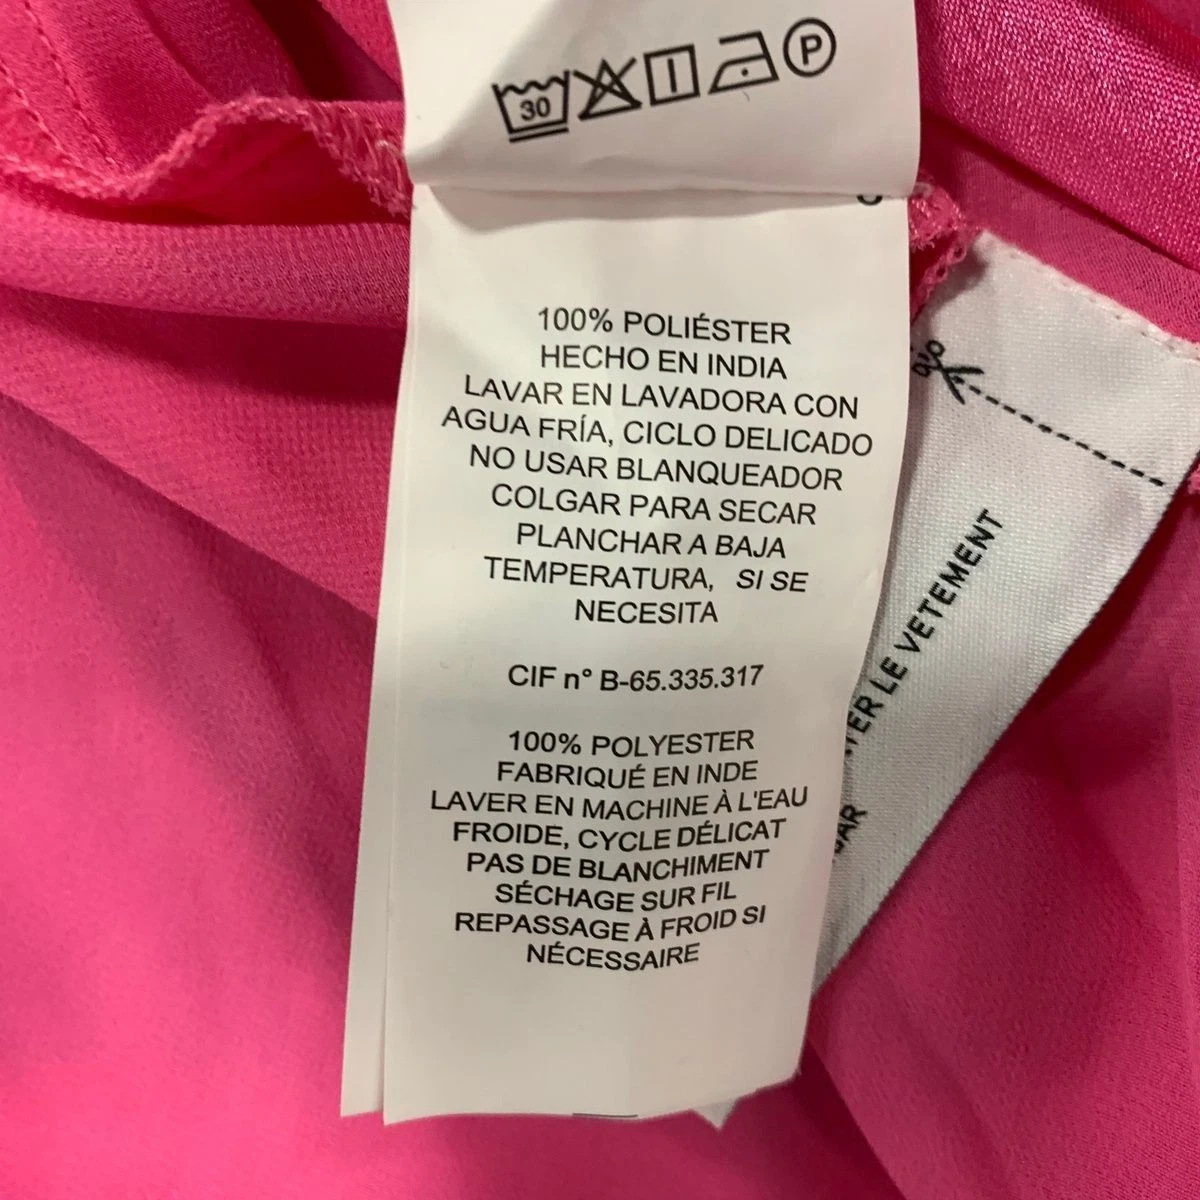 30 P
100% POLIÉSTER
HECHO EN INDIA
LAVAR EN LAVADORA CON
AGUA FRÍA, CICLO DELICADO
NO USAR BLANQUEADOR
COLGAR PARA SECAR
PLANCHAR A BAJA
TEMPERATURA, SI SE
NECESITA
CIF nº B-65.335.317
100% POLYESTER
FABRIQUÉ EN INDE
LAVER EN MACHINE À L'EAU
FROIDE, CYCLE DÉLICAT
PAS DE BLANCHIMENT
SÉCHAGE SUR FIL
REPASSAGE À FROID SI
NÉCESSAIRE
LE VETEMENT